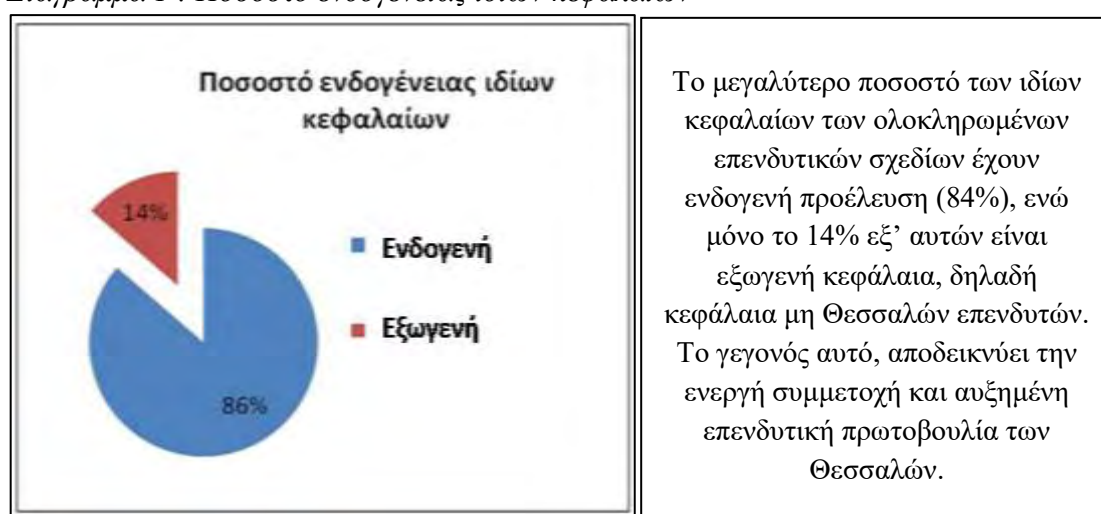 Ποσοστό ενδογένειας ιδίων
κεφαλαίων
14%
86%
Ενδογενή
Εξωγενή
Το μεγαλύτερο ποσοστό των ιδίων
κεφαλαίων των ολοκληρωμένων
επενδυτικών σχεδίων έχουν
ενδογενή προέλευση (84%), ενώ
μόνο το 14% εξ’ αυτών είναι
εξωγενή κεφάλαια, δηλαδή
κεφάλαια μη Θεσσαλών επενδυτών.
Το γεγονός αυτό, αποδεικνύει την
ενεργή συμμετοχή και αυξημένη
επενδυτική πρωτοβουλία των
Θεσσαλών.